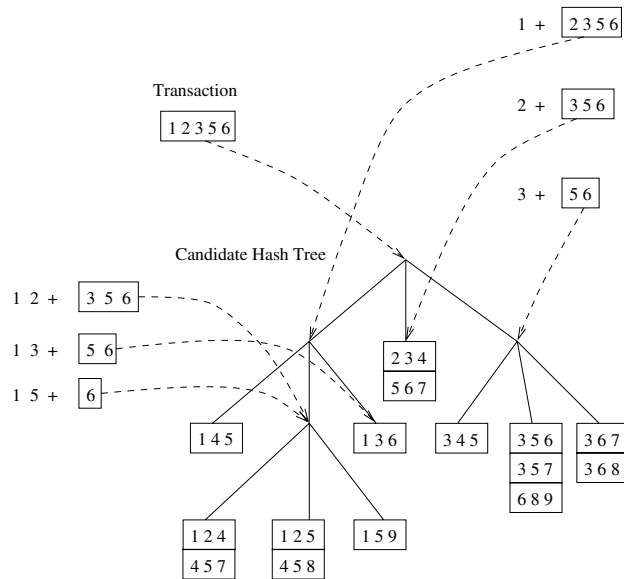 1 + 2 3 5 6
Transaction
2 + 3 5 6
1 2 3 5 6
3 + 5 6
Candidate Hash Tree
1 2 + 3 5 6
1 3 + 5 6
2 3 4
5 6 7
1 5 + 6
1 4 5
1 3 6
3 4 5
3 5 6
3 6 7
3 5 7
3 6 8
6 8 9
1 2 4
1 2 5
1 5 9
4 5 7
4 5 8